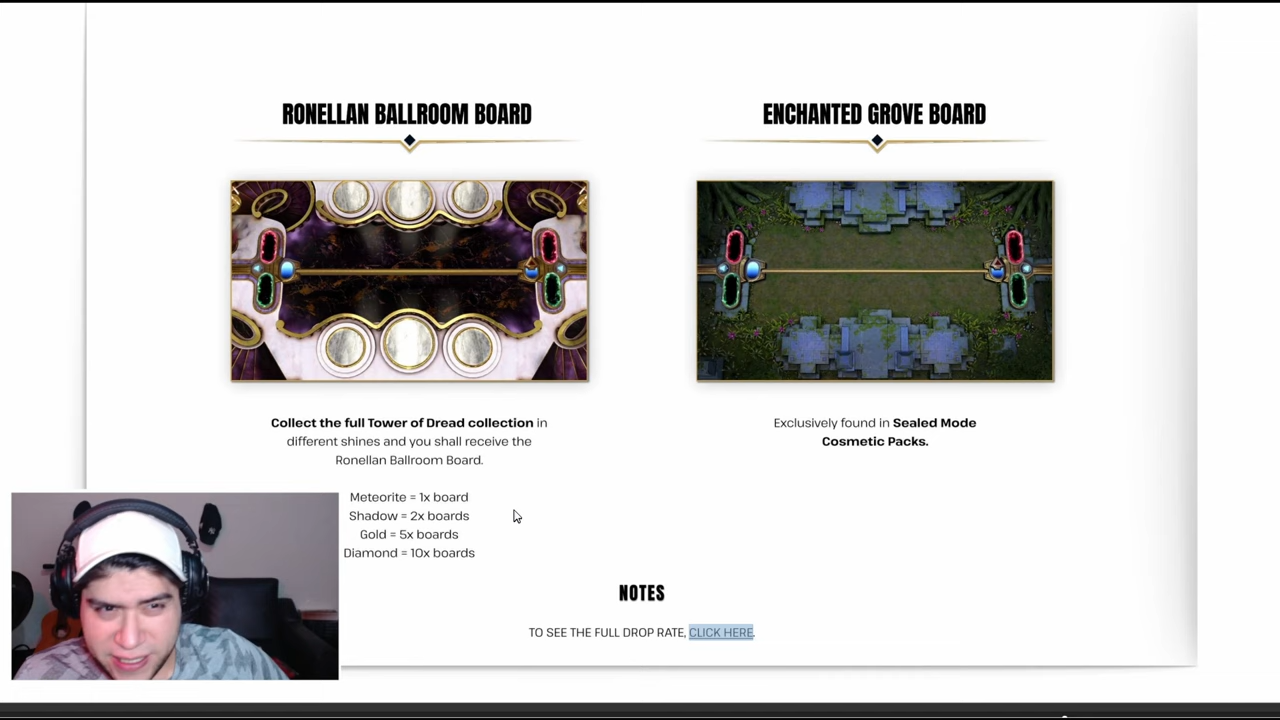 RONELLAN BALLROOM BOARD
Collect the full Tower of Dread collection in
different shines and you shall receive the
Ronellan Ballroom Board.
Meteorite = 1x board
Shadow = 2x boards
Gold = 5x boards
Diamond = 10x boards
ENCHANTED GROVE BOARD
Exclusively found in Sealed Mode
Cosmetic Packs.
NOTES
TO SEE THE FULL DROP RATE, CLICK HERE.